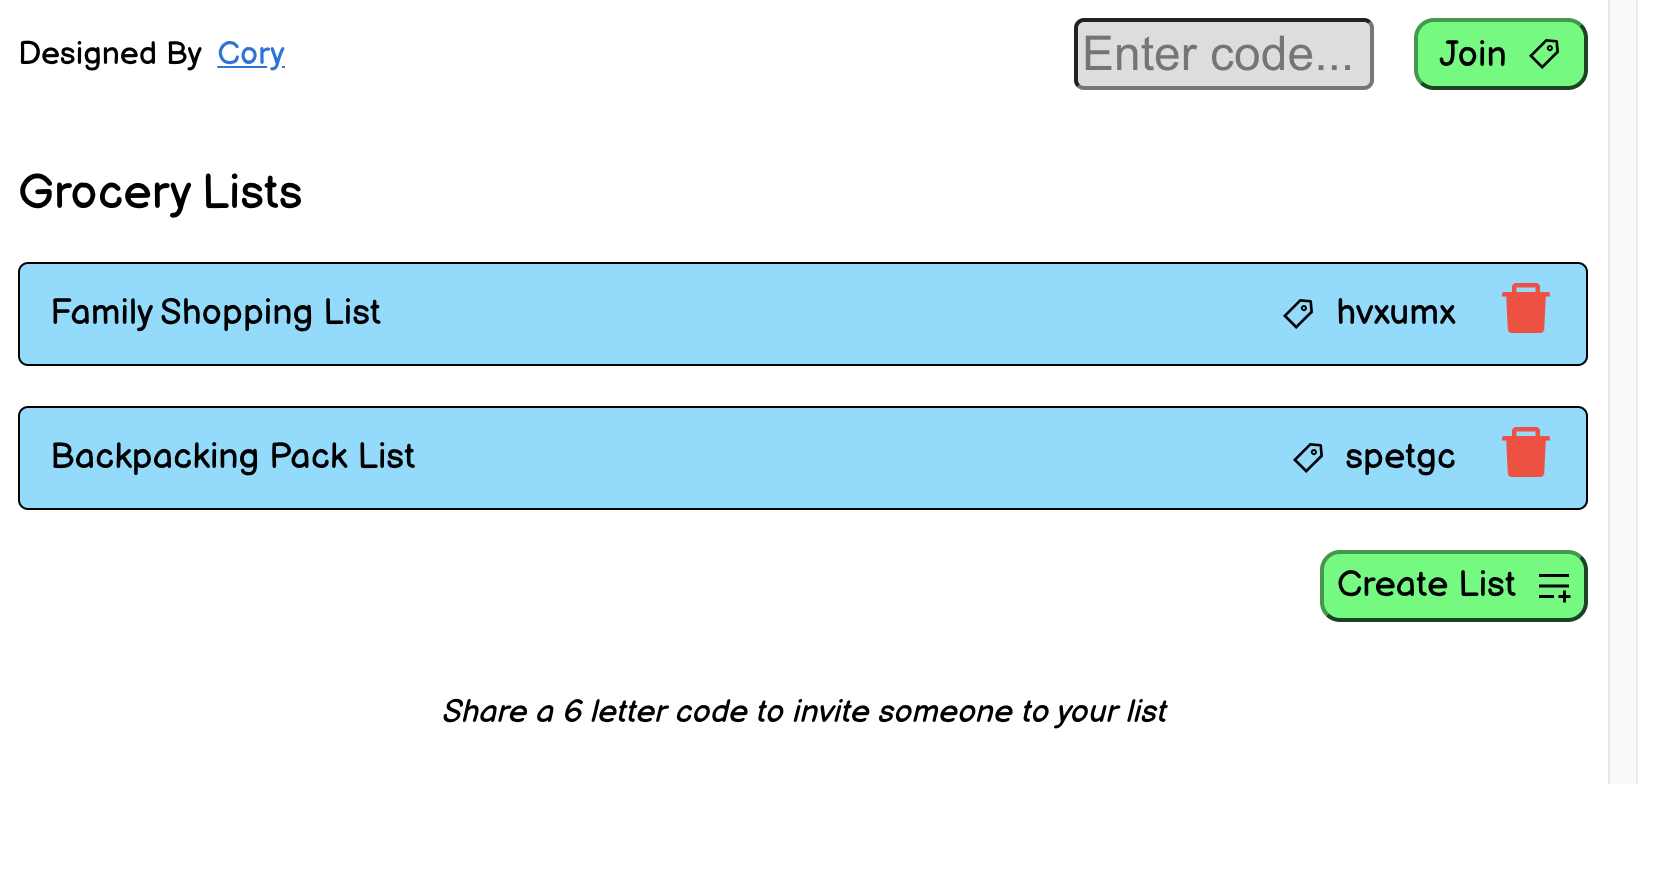 Designed By Cory Enter code... Join
Grocery Lists
Family Shopping List hvxumx
Backpacking Pack List spetgc
Create List
Share a 6 letter code to invite someone to your list